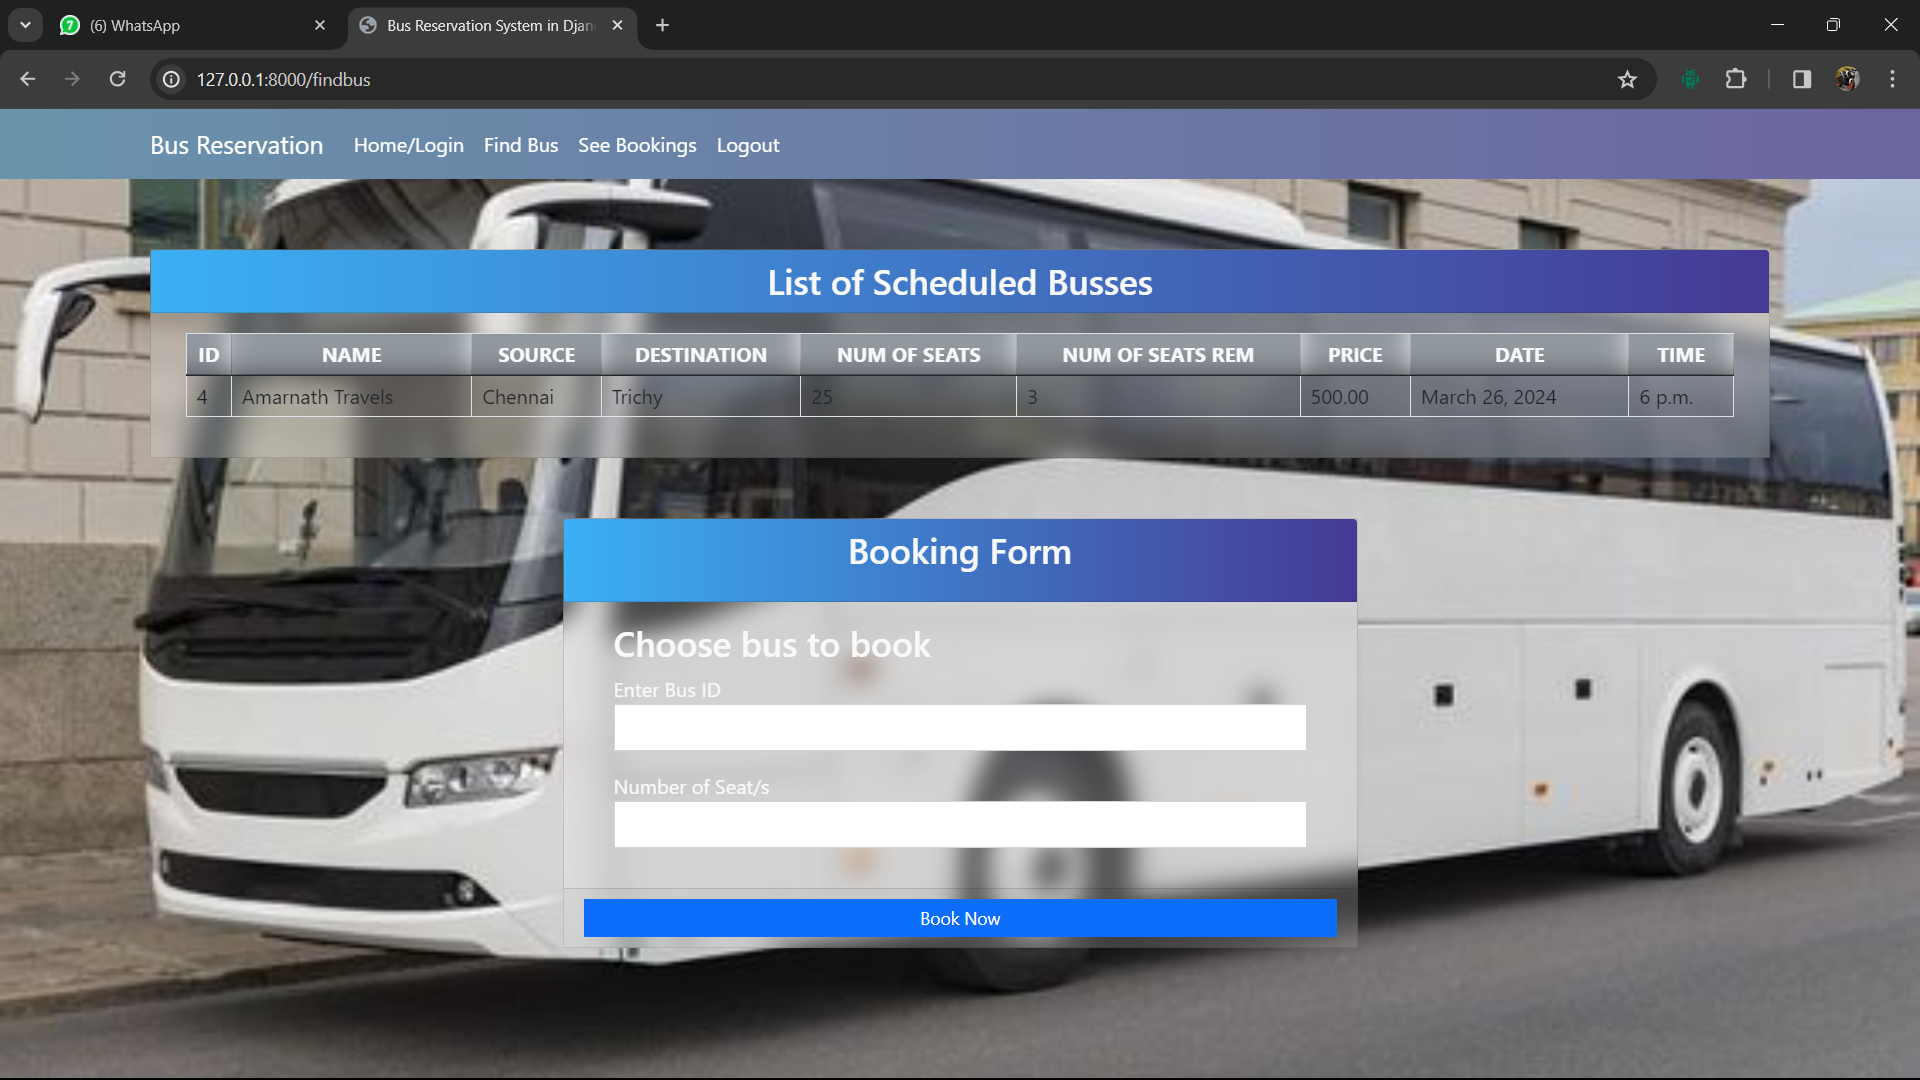 (6) WhatsApp
Bus Reservation System in Djan
127.0.0.1:8000/findbus
Bus Reservation Home/Login Find Bus See Bookings Logout
List of Scheduled Busses
ID NAME SOURCE DESTINATION NUM OF SEATS NUM OF SEATS REM PRICE DATE TIME
4 Amarnath Travels Chennai Trichy 25 3 500.00 March 26, 2024 6 p.m.
Booking Form
Choose bus to book
Enter Bus ID
Number of Seat/s
Book Now